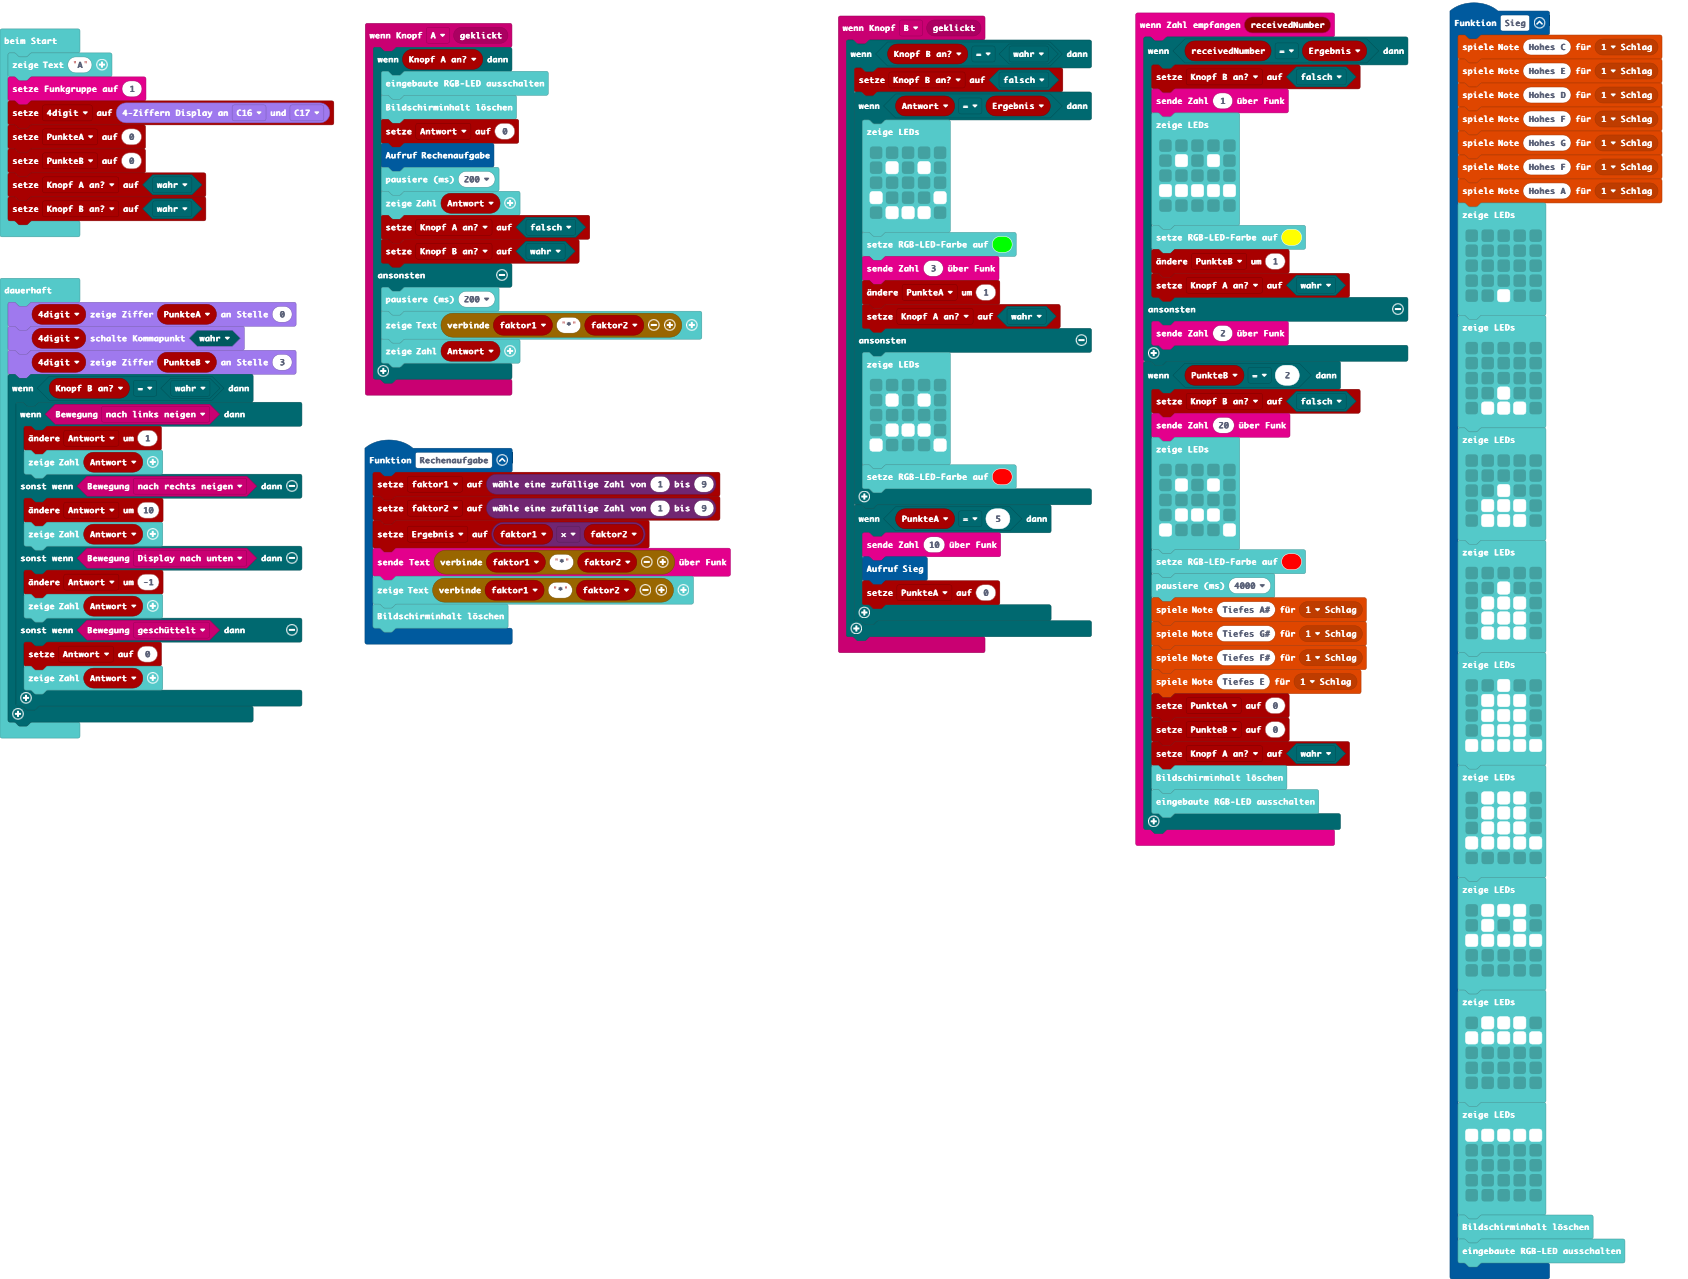 beim Start
zeige Text "A"
setze Funkgruppe auf 1
setze 4digit auf 4-Ziffern Display an C16 und C17
setze PunkteA auf 0
setze PunkteB auf 0
setze Knopf A an? auf wahr
setze Knopf B an? auf wahr
dauerhaft
4digit zeige Ziffer PunkteA an Stelle 0
4digit schalte Kommapunkt wahr
4digit zeige Ziffer PunkteB an Stelle 3
wenn Knopf B an? = wahr dann
wenn Bewegung nach links neigen dann
ändere Antwort um 1
zeige Zahl Antwort
sonst wenn Bewegung nach rechts neigen dann
ändere Antwort um 10
zeige Zahl Antwort
sonst wenn Bewegung Display nach unten dann
ändere Antwort um -1
zeige Zahl Antwort
sonst wenn Bewegung geschüttelt dann
setze Antwort auf 0
zeige Zahl Antwort
wenn Knopf A geklickt
wenn Knopf A an? dann
eingebaute RGB-LED ausschalten
Bildschirminhalt löschen
setze Antwort auf 0
Aufruf Rechenaufgabe
pausiere (ms) 200
zeige Zahl Antwort
setze Knopf A an? auf falsch
setze Knopf B an? auf wahr
ansonsten
pausiere (ms) 200
zeige Text verbinde faktor1 "*" faktor2
zeige Zahl Antwort
Funktion Rechenaufgabe
setze faktor1 auf wähle eine zufällige Zahl von 1 bis 9
setze faktor2 auf wähle eine zufällige Zahl von 1 bis 9
setze Ergebnis auf faktor1 × faktor2
sende Text verbinde faktor1 "*" faktor2 über Funk
zeige Text verbinde faktor1 "*" faktor2
Bildschirminhalt löschen
wenn Knopf B geklickt
wenn Knopf B an? = wahr dann
setze Knopf B an? auf falsch
wenn Antwort = Ergebnis dann
zeige LEDs
setze RGB-LED-Farbe auf
sende Zahl 3 über Funk
ändere PunkteA um 1
setze Knopf A an? auf wahr
ansonsten
zeige LEDs
setze RGB-LED-Farbe auf
wenn PunkteA = 5 dann
sende Zahl 10 über Funk
Aufruf Sieg
setze PunkteA auf 0
wenn Zahl empfangen receivedNumber
wenn receivedNumber = Ergebnis dann
setze Knopf B an? auf falsch
sende Zahl 1 über Funk
zeige LEDs
setze RGB-LED-Farbe auf
ändere PunkteB um 1
setze Knopf A an? auf wahr
ansonsten
sende Zahl 2 über Funk
wenn PunkteB = 2 dann
setze Knopf B an? auf falsch
sende Zahl 20 über Funk
zeige LEDs
setze RGB-LED-Farbe auf
pausiere (ms) 4000
spiele Note Tiefes A# für 1 Schlag
spiele Note Tiefes G# für 1 Schlag
spiele Note Tiefes F# für 1 Schlag
spiele Note Tiefes E für 1 Schlag
setze PunkteA auf 0
setze PunkteB auf 0
setze Knopf A an? auf wahr
Bildschirminhalt löschen
eingebaute RGB-LED ausschalten
Funktion Sieg
spiele Note Hohes C für 1 Schlag
spiele Note Hohes E für 1 Schlag
spiele Note Hohes D für 1 Schlag
spiele Note Hohes F für 1 Schlag
spiele Note Hohes G für 1 Schlag
spiele Note Hohes F für 1 Schlag
spiele Note Hohes A für 1 Schlag
zeige LEDs
zeige LEDs
zeige LEDs
zeige LEDs
zeige LEDs
zeige LEDs
zeige LEDs
zeige LEDs
zeige LEDs
Bildschirminhalt löschen
eingebaute RGB-LED ausschalten